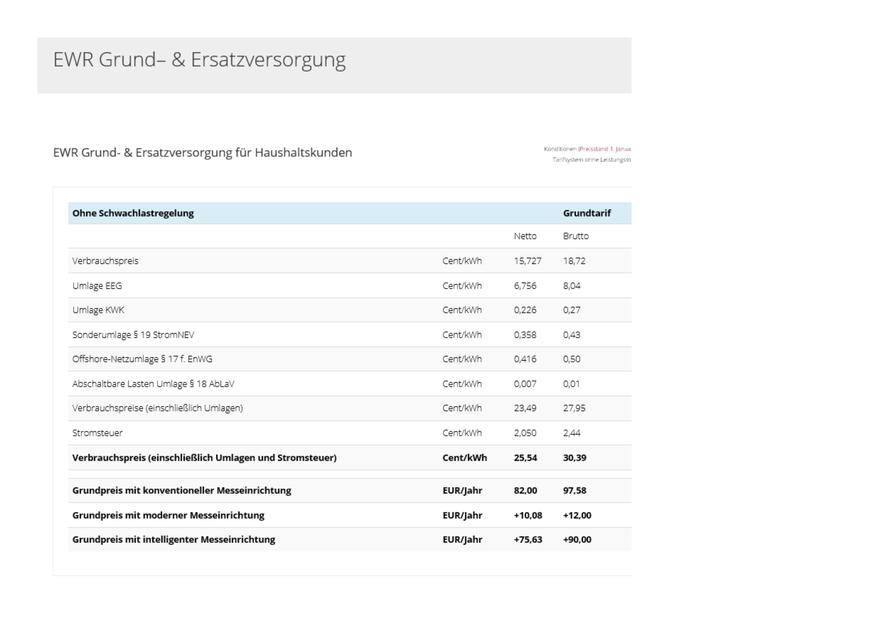 EWR Grund– & Ersatzversorgung
EWR Grund- & Ersatzversorgung für Haushaltskunden
Konditionen (Preisstand 1. Janua
Tarifsystem ohne Leistungsm
Ohne Schwachlastregelung Grundtarif
Netto Brutto
Verbrauchspreis Cent/kWh 15,727 18,72
Umlage EEG Cent/kWh 6,756 8,04
Umlage KWK Cent/kWh 0,226 0,27
Sonderumlage § 19 StromNEV Cent/kWh 0,358 0,43
Offshore-Netzumlage § 17 f. EnWG Cent/kWh 0,416 0,50
Abschaltbare Lasten Umlage § 18 AbLaV Cent/kWh 0,007 0,01
Verbrauchspreise (einschließlich Umlagen) Cent/kWh 23,49 27,95
Stromsteuer Cent/kWh 2,050 2,44
Verbrauchspreis (einschließlich Umlagen und Stromsteuer) Cent/kWh 25,54 30,39
Grundpreis mit konventioneller Messeinrichtung EUR/Jahr 82,00 97,58
Grundpreis mit moderner Messeinrichtung EUR/Jahr +10,08 +12,00
Grundpreis mit intelligenter Messeinrichtung EUR/Jahr +75,63 +90,00